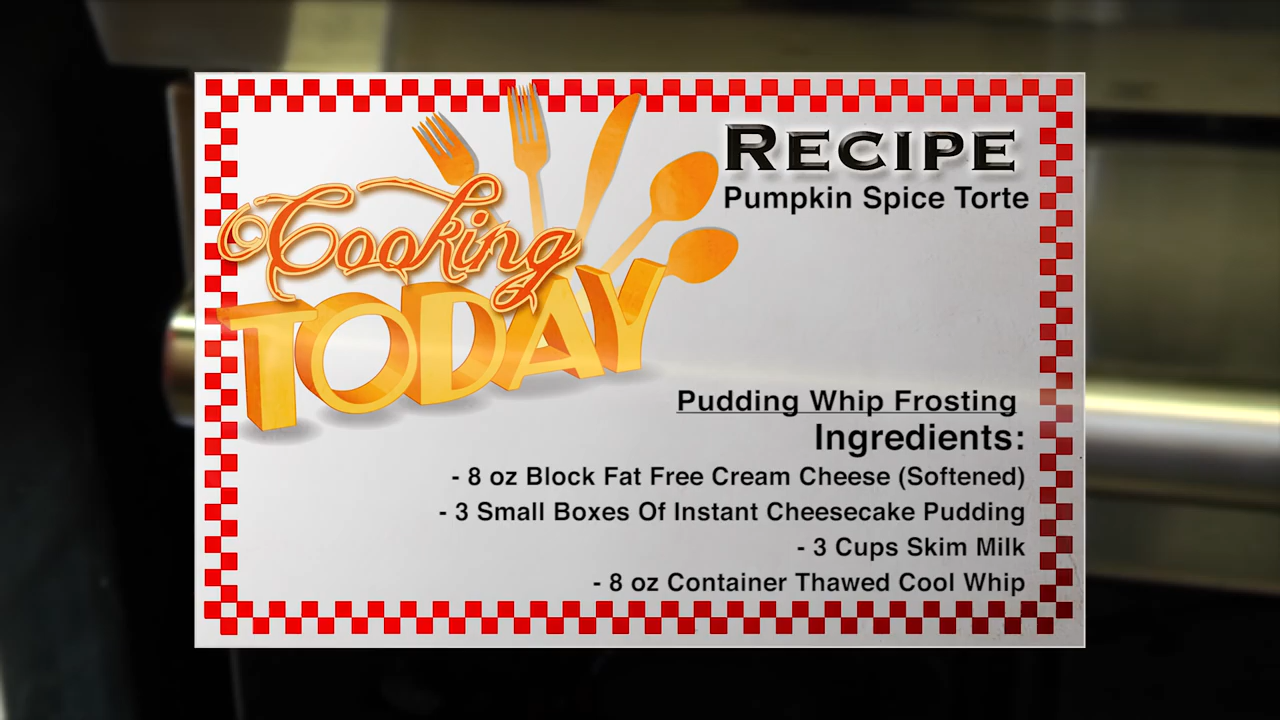 Cooking
TODAY
RECIPE
Pumpkin Spice Torte
Pudding Whip Frosting
Ingredients:
- 8 oz Block Fat Free Cream Cheese (Softened)
- 3 Small Boxes Of Instant Cheesecake Pudding
- 3 Cups Skim Milk
- 8 oz Container Thawed Cool Whip